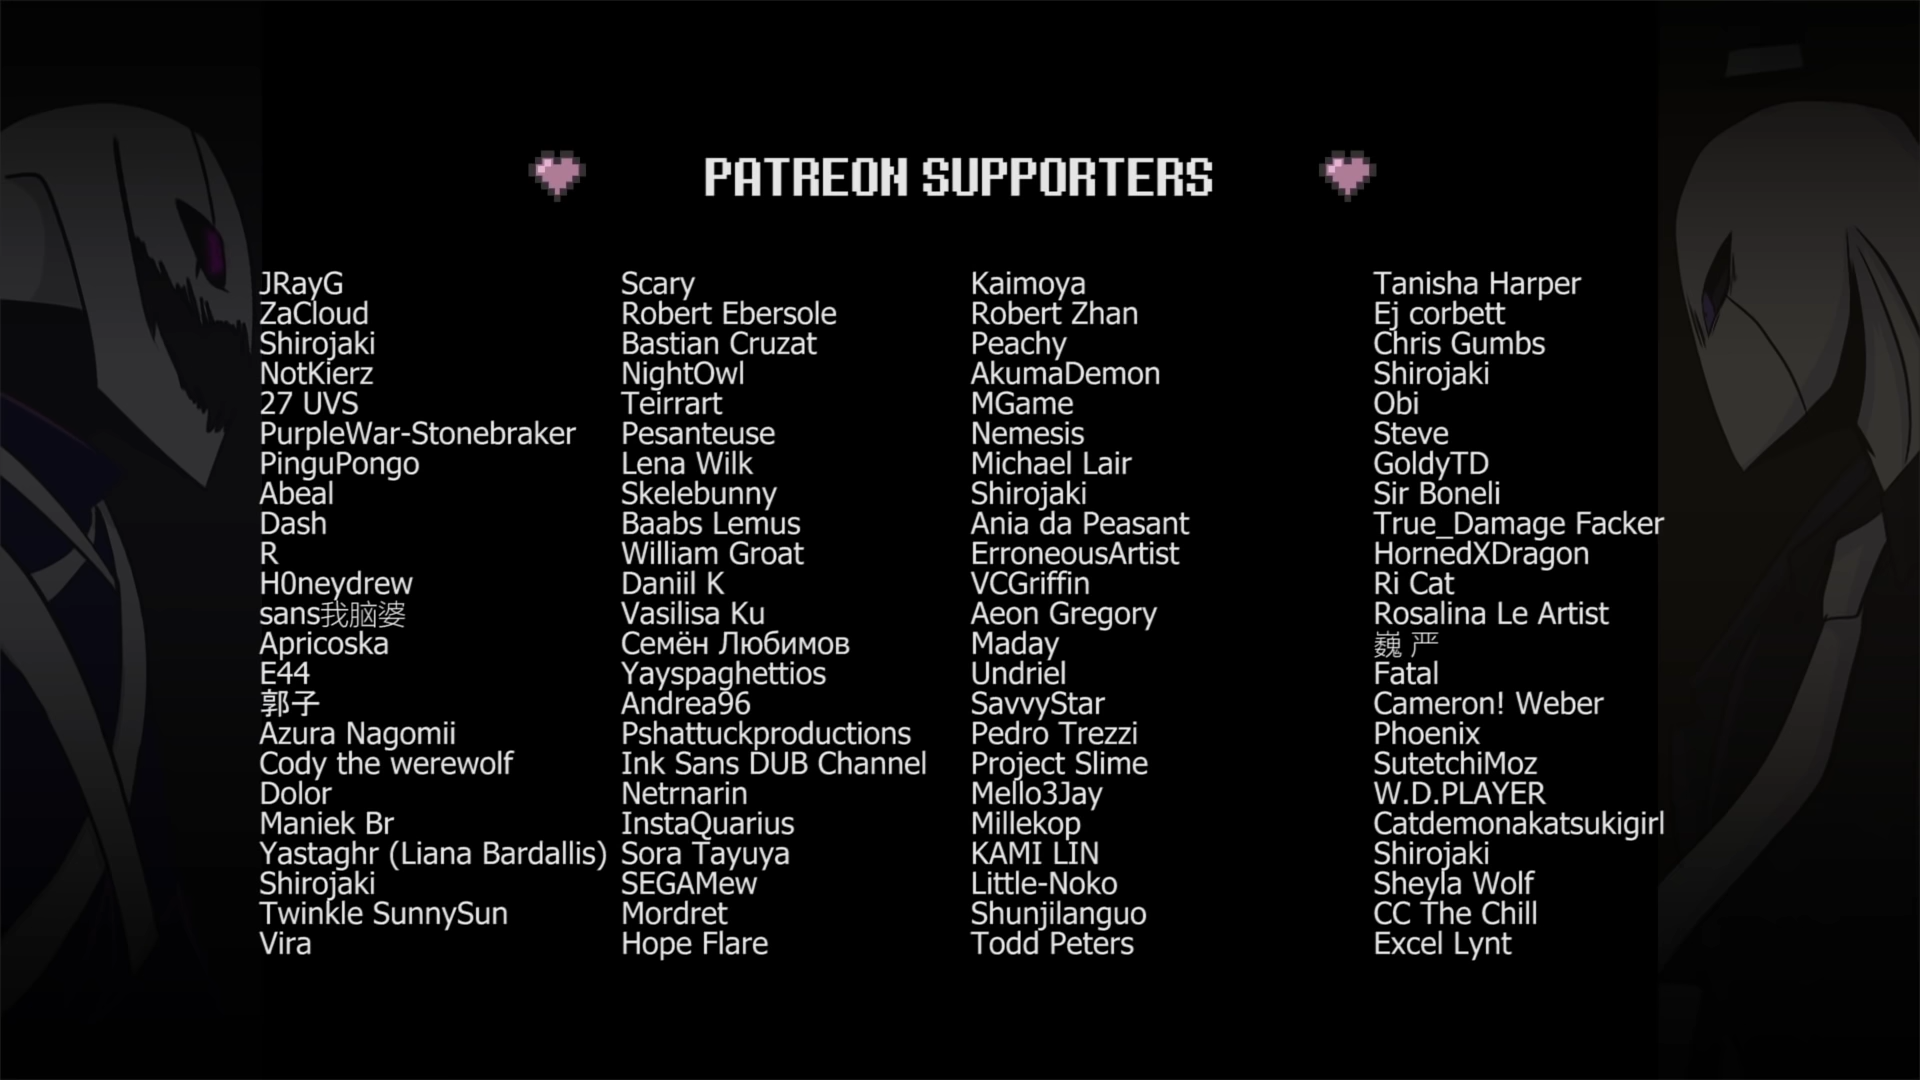 PATREON SUPPORTERS
JRayG
ZaCloud
Shirojaki
NotKierz
27 UVS
PurpleWar-Stonebraker
PinguPongo
Abeal
Dash
R
H0neydrew
sans我脑婆
Apricoska
E44
郭子
Azura Nagomii
Cody the werewolf
Dolor
Maniek Br
Yastaghr (Liana Bardallis)
Shirojaki
Twinkle SunnySun
Vira
Scary
Robert Ebersole
Bastian Cruzat
NightOwl
Teirrart
Pesanteuse
Lena Wilk
Skelebunny
Baabs Lemus
William Groat
Daniil K
Vasilisa Ku
Семён Любимов
Yayspaghettios
Andrea96
Pshattuckproductions
Ink Sans DUB Channel
Netrnarin
InstaQuarius
Sora Tayuya
SEGAMew
Mordret
Hope Flare
Kaimoya
Robert Zhan
Peachy
AkumaDemon
MGame
Nemesis
Michael Lair
Shirojaki
Ania da Peasant
ErroneousArtist
VCGriffin
Aeon Gregory
Maday
Undriel
SavvyStar
Pedro Trezzi
Project Slime
Mello3Jay
Millekop
KAMI LIN
Little-Noko
Shunjilanguo
Todd Peters
Tanisha Harper
Ej corbett
Chris Gumbs
Shirojaki
Obi
Steve
GoldyTD
Sir Boneli
True_Damage Facker
HornedXDragon
Ri Cat
Rosalina Le Artist
巍 严
Fatal
Cameron! Weber
Phoenix
SutetchiMoz
W.D.PLAYER
Catdemonakatsukigirl
Shirojaki
Sheyla Wolf
CC The Chill
Excel Lynt